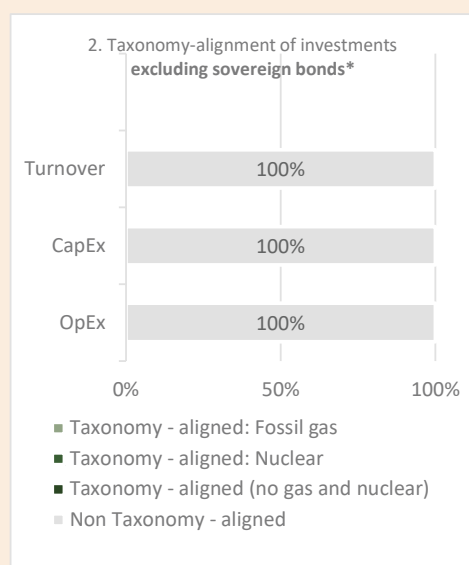 2. Taxonomy-alignment of investments
excluding sovereign bonds*
Turnover
100%
CapEx
100%
OpEx
100%
0%
50%
100%
Taxonomy - aligned: Fossil gas
Taxonomy - aligned: Nuclear
Taxonomy - aligned (no gas and nuclear)
Non Taxonomy - aligned